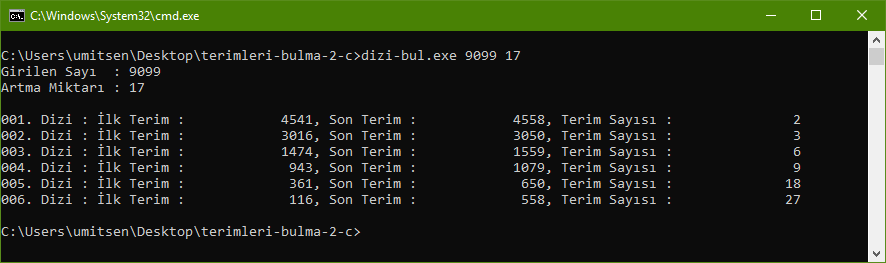 C:\Windows\System32\cmd.exe
C:\Users\umitsen\Desktop\terimleri-bulma-2-c>dizi-bul.exe 9099 17
Girilen Sayı  : 9099
Artma Miktarı : 17
001. Dizi : İlk Terim :            4541, Son Terim :            4558, Terim Sayısı :               2
002. Dizi : İlk Terim :            3016, Son Terim :            3050, Terim Sayısı :               3
003. Dizi : İlk Terim :            1474, Son Terim :            1559, Terim Sayısı :               6
004. Dizi : İlk Terim :             943, Son Terim :            1079, Terim Sayısı :               9
005. Dizi : İlk Terim :             361, Son Terim :             650, Terim Sayısı :              18
006. Dizi : İlk Terim :             116, Son Terim :             558, Terim Sayısı :              27
C:\Users\umitsen\Desktop\terimleri-bulma-2-c>